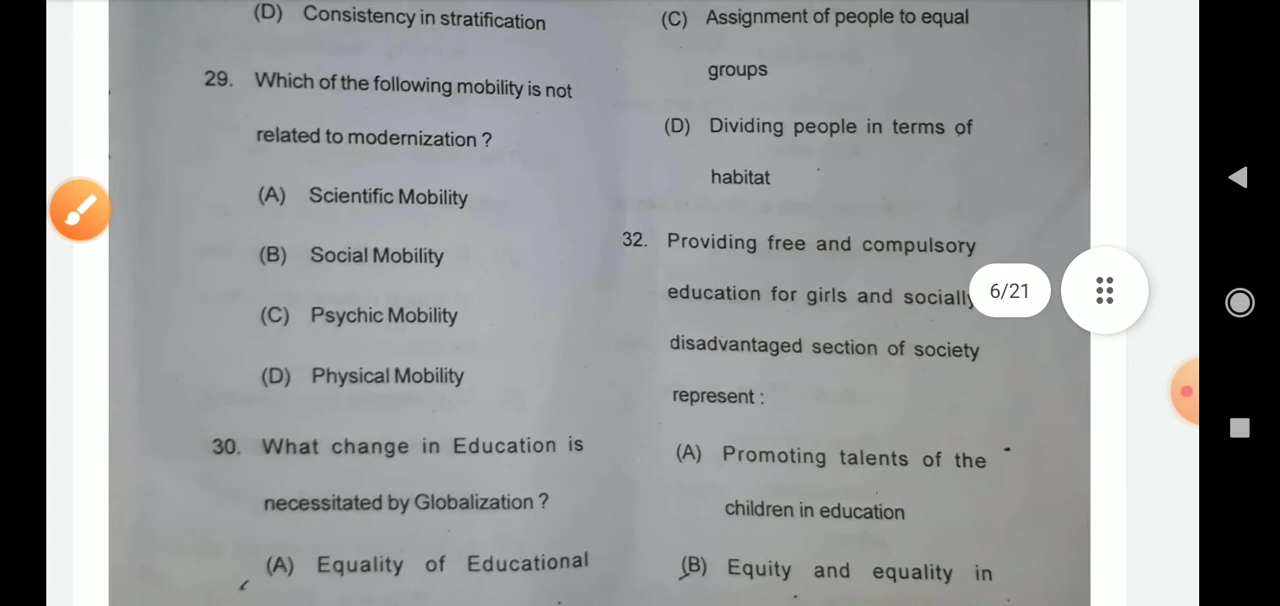 (D) Consistency in stratification
29. Which of the following mobility is not
related to modernization ?
(A) Scientific Mobility
(B) Social Mobility
(C) Psychic Mobility
(D) Physical Mobility
30. What change in Education is
necessitated by Globalization ?
(A) Equality of Educational
(C) Assignment of people to equal
groups
(D) Dividing people in terms of
habitat
32. Providing free and compulsory
education for girls and socially
disadvantaged section of society
represent :
(A) Promoting talents of the
children in education
(B) Equity and equality in
6/21